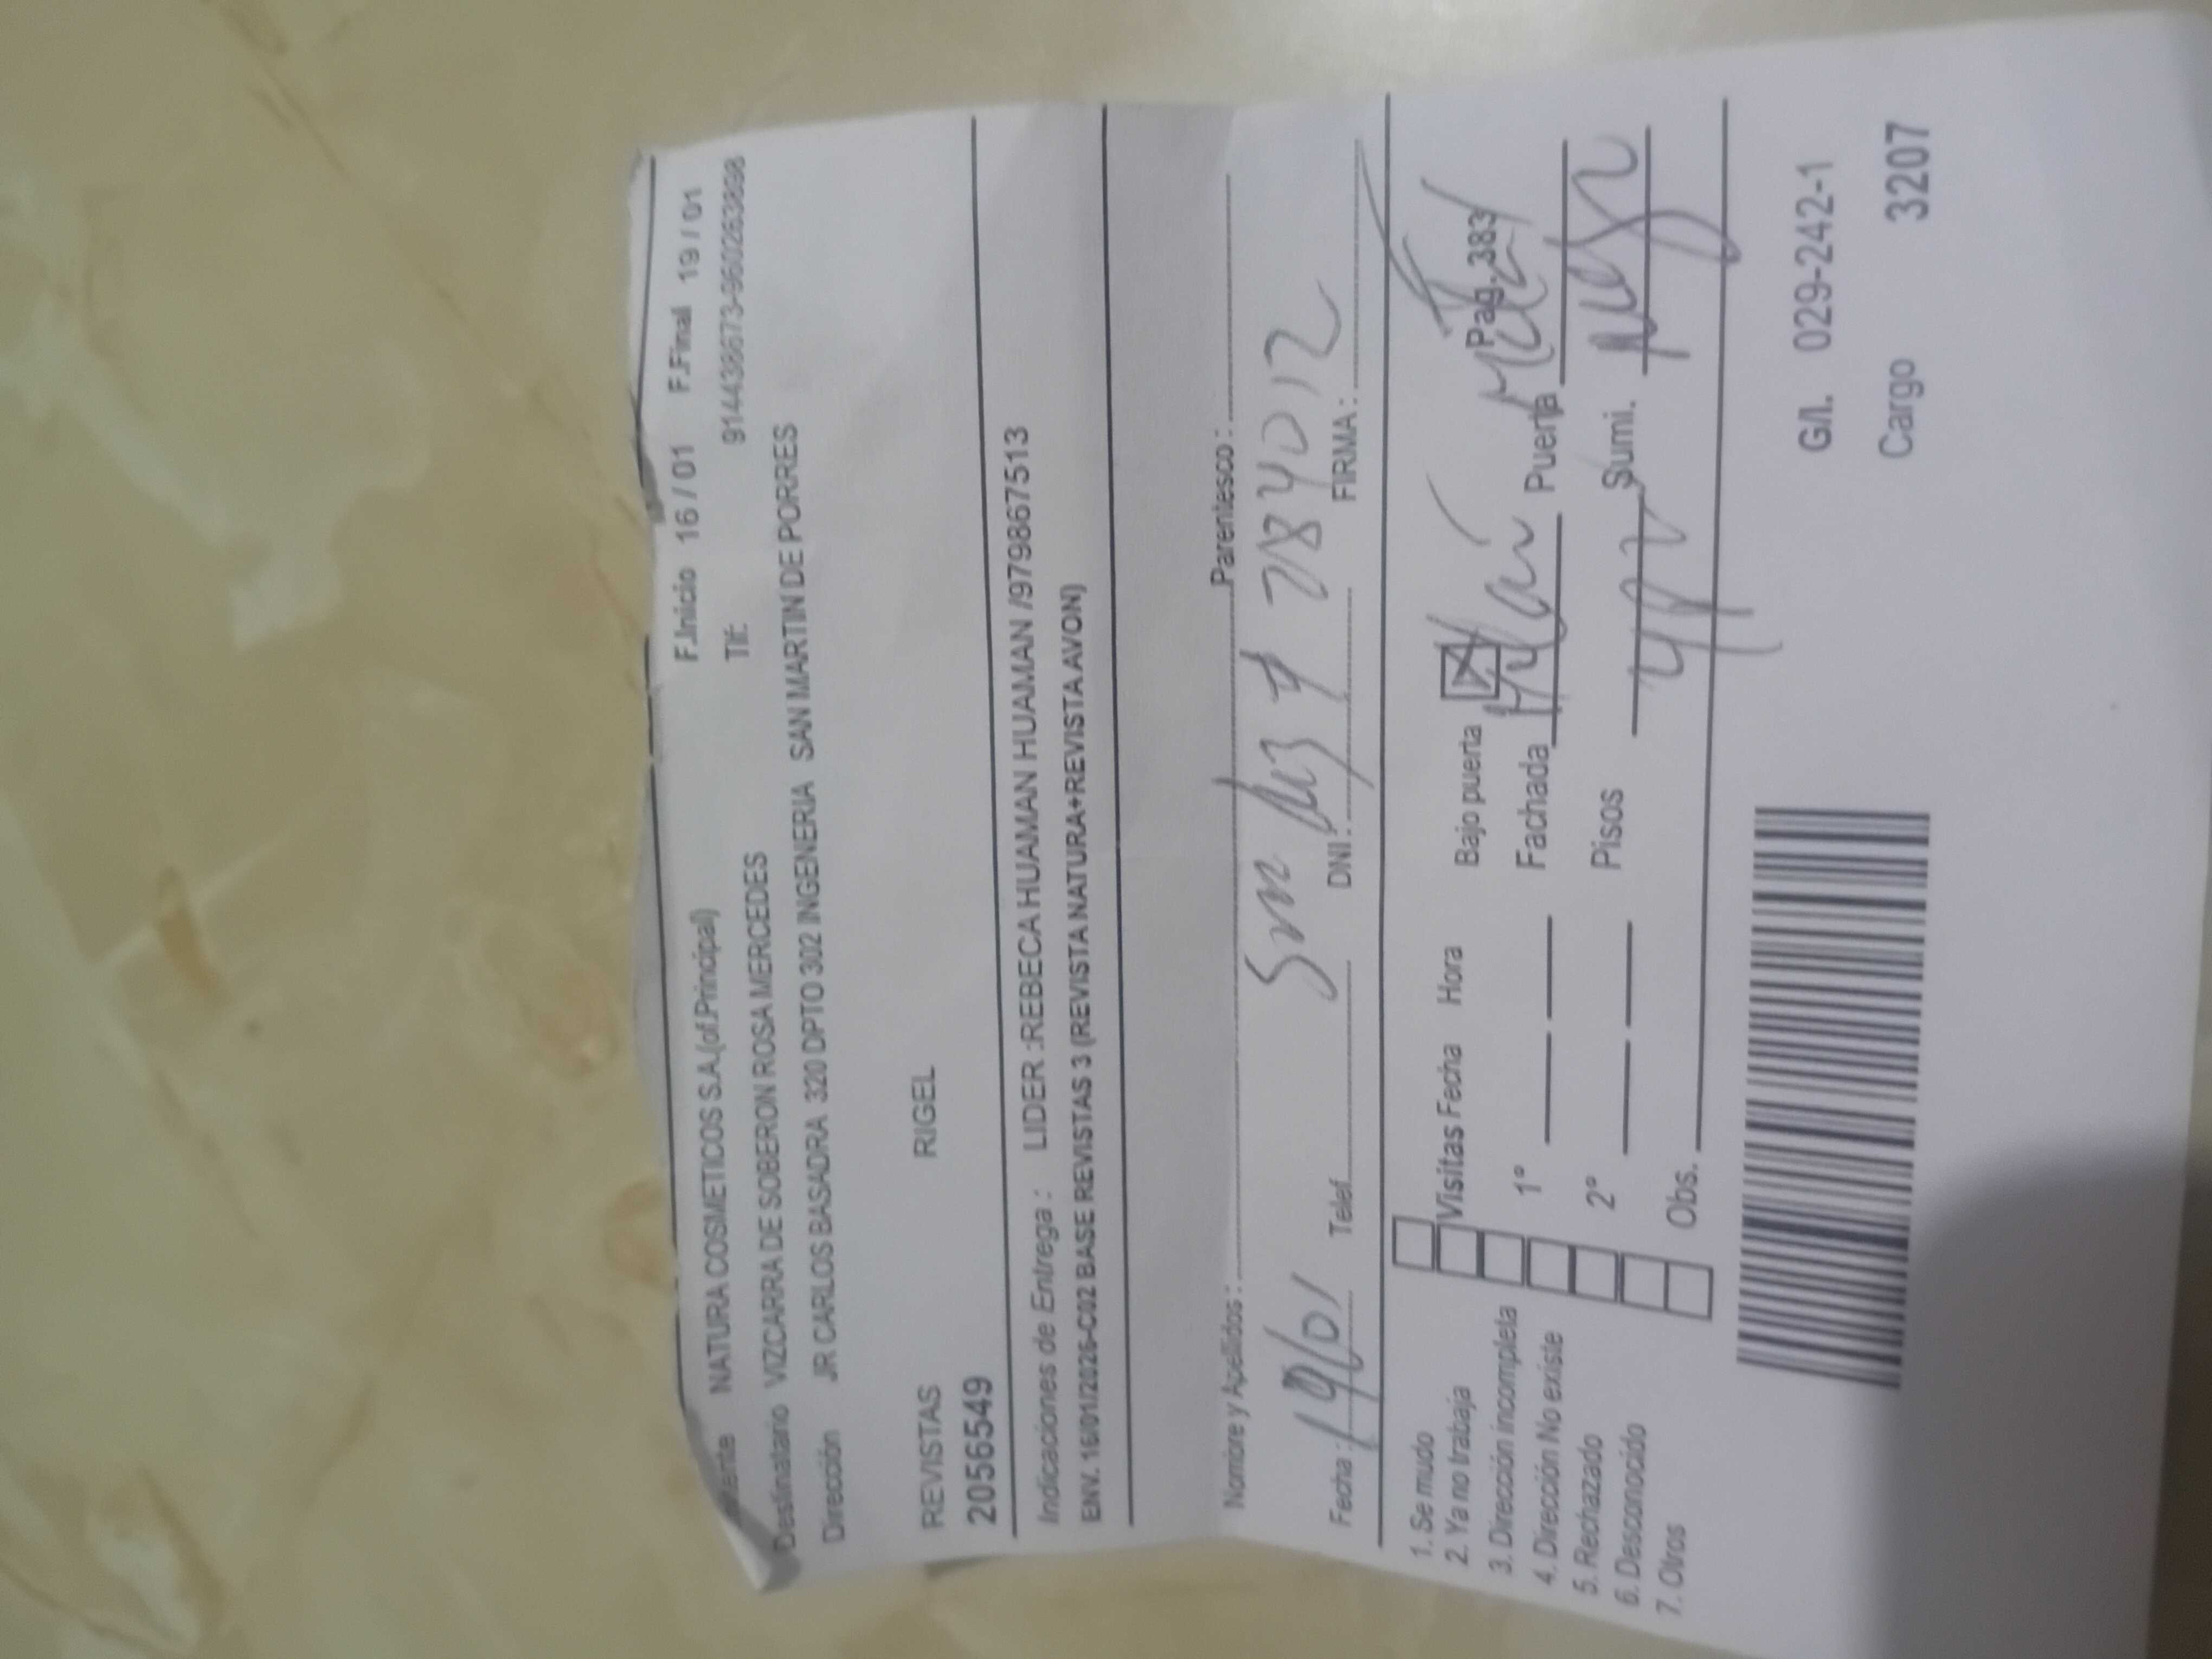 F.Inicio 16 / 01 F.Final 19 / 01
NATURA COSMETICOS S.A.(of.Principal) Tlf: 914438673-960263898
Destinatario VIZCARRA DE SOBERON ROSA MERCEDES
Dirección JR CARLOS BASADRA 320 DPTO 302 INGENERIA SAN MARTIN DE PORRES
REVISTAS RIGEL
2056549
Indicaciones de Entrega : LIDER :REBECA HUAMAN HUAMAN /979867513
ENV. 16/01/2026-C02 BASE REVISTAS 3 (REVISTA NATURA+REVISTA AVON)
Nombre y Apellidos : Parentesco :
Fecha : 19/01 Telef. DNI : FIRMA :
1. Se mudo
2. Ya no trabaja
3. Dirección incompleta
4. Dirección No existe
5. Rechazado
6. Desconocido
7. Otros
Visitas Fecha Hora Bajo puerta Pag. 383
1° Fachada Puerta
2° Pisos Sumi.
Obs.
G/l. 029-242-1
Cargo 3207